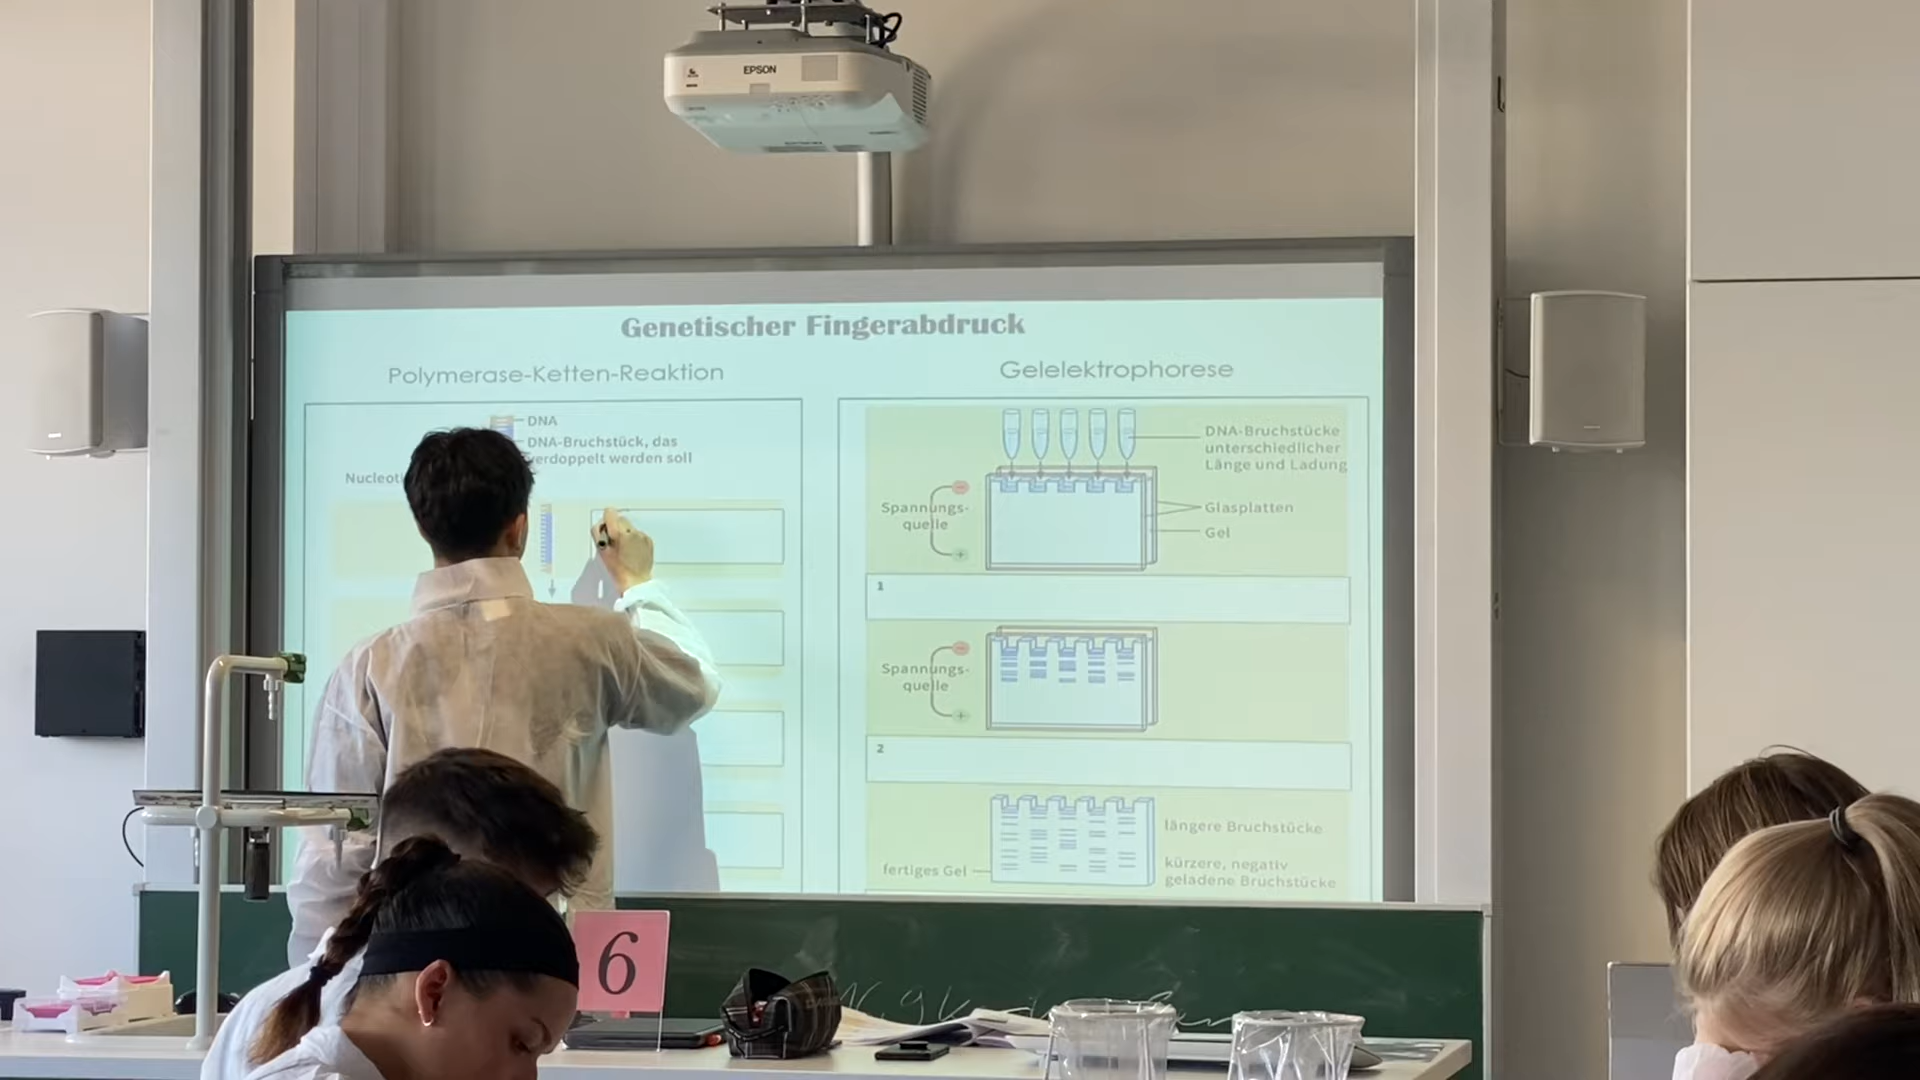 EPSON
Genetischer Fingerabdruck
Polymerase-Ketten-Reaktion
DNA
DNA-Bruchstück, das
verdoppelt werden soll
Gelelektrophorese
DNA-Bruchstücke
unterschiedlicher
Länge und Ladung
Spannungs-
quelle
Glasplatten
Gel
1
Spannungs-
quelle
2
längere Bruchstücke
fertiges Gel
kürzere, negativ
geladene Bruchstücke
6